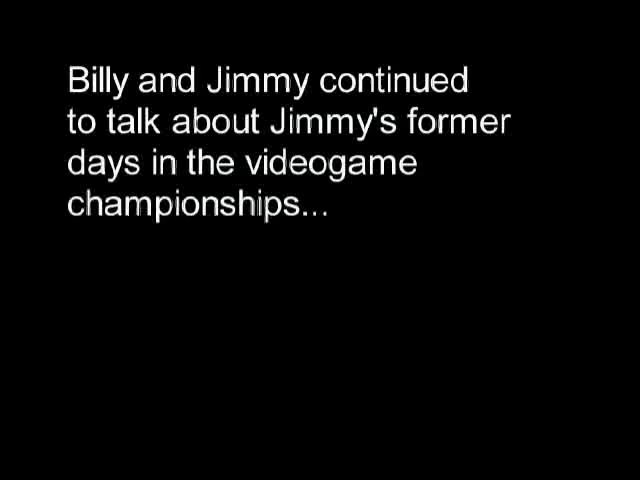 Billy and Jimmy continued
to talk about Jimmy's former
days in the videogame
championships...